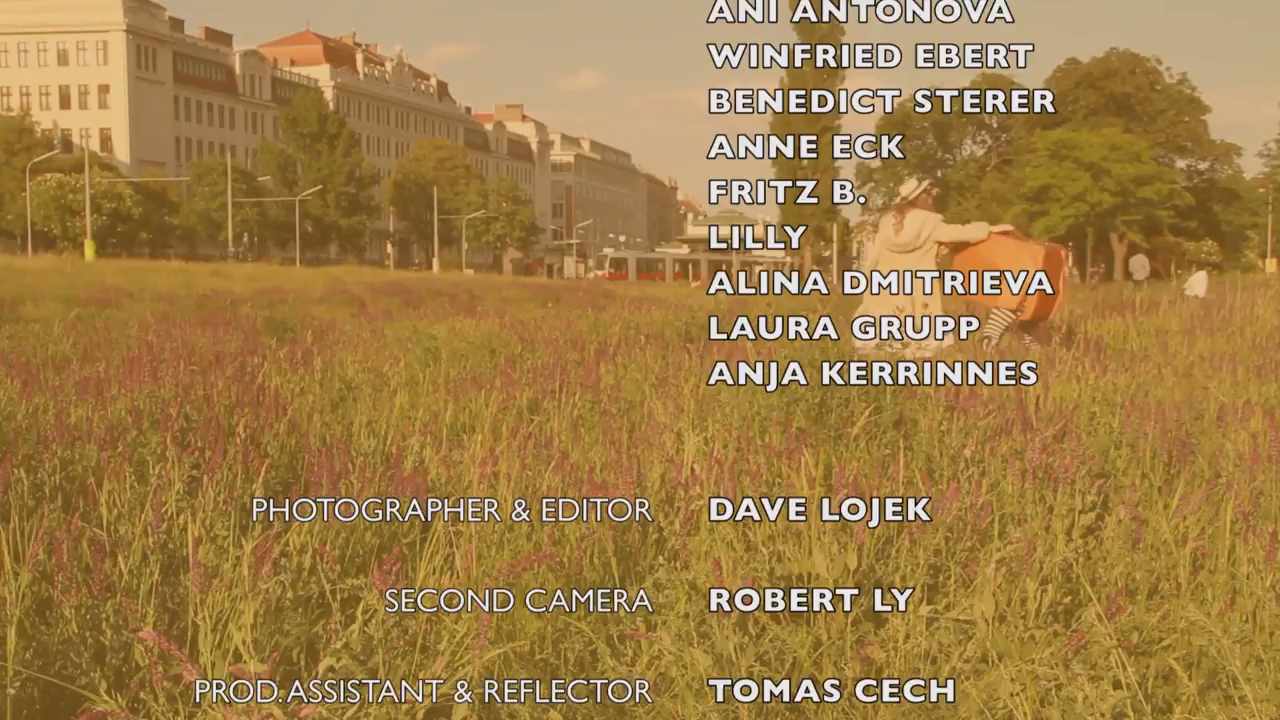 ANI ANTONOVA
WINFRIED EBERT
BENEDICT STERER
ANNE ECK
FRITZ B.
LILLY
ALINA DMITRIEVA
LAURA GRUPP
ANJA KERRINNES
PHOTOGRAPHER & EDITOR DAVE LOJEK
SECOND CAMERA ROBERT LY
PROD. ASSISTANT & REFLECTOR TOMAS CECH